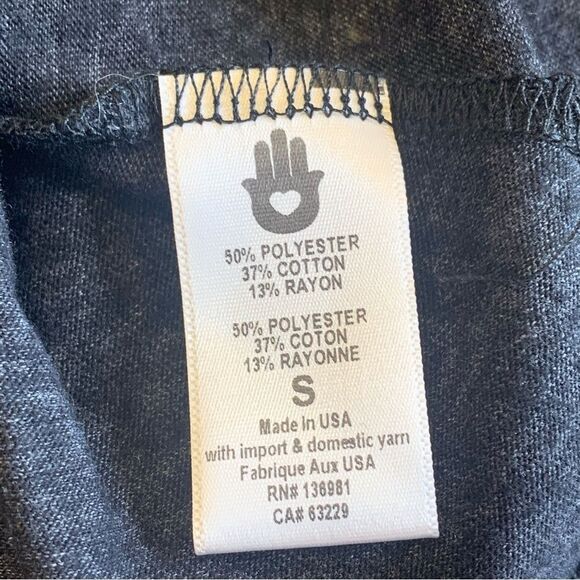 50% POLYESTER
37% COTTON
13% RAYON
50% POLYESTER
37% COTON
13% RAYONNE
S
Made In USA
with import & domestic yarn
Fabrique Aux USA
RN# 136981
CA# 63229